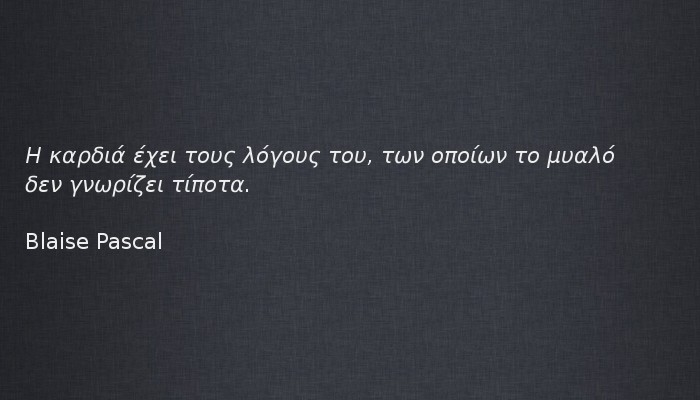 Η καρδιά έχει τους λόγους του, των οποίων το μυαλό
δεν γνωρίζει τίποτα.
Blaise Pascal